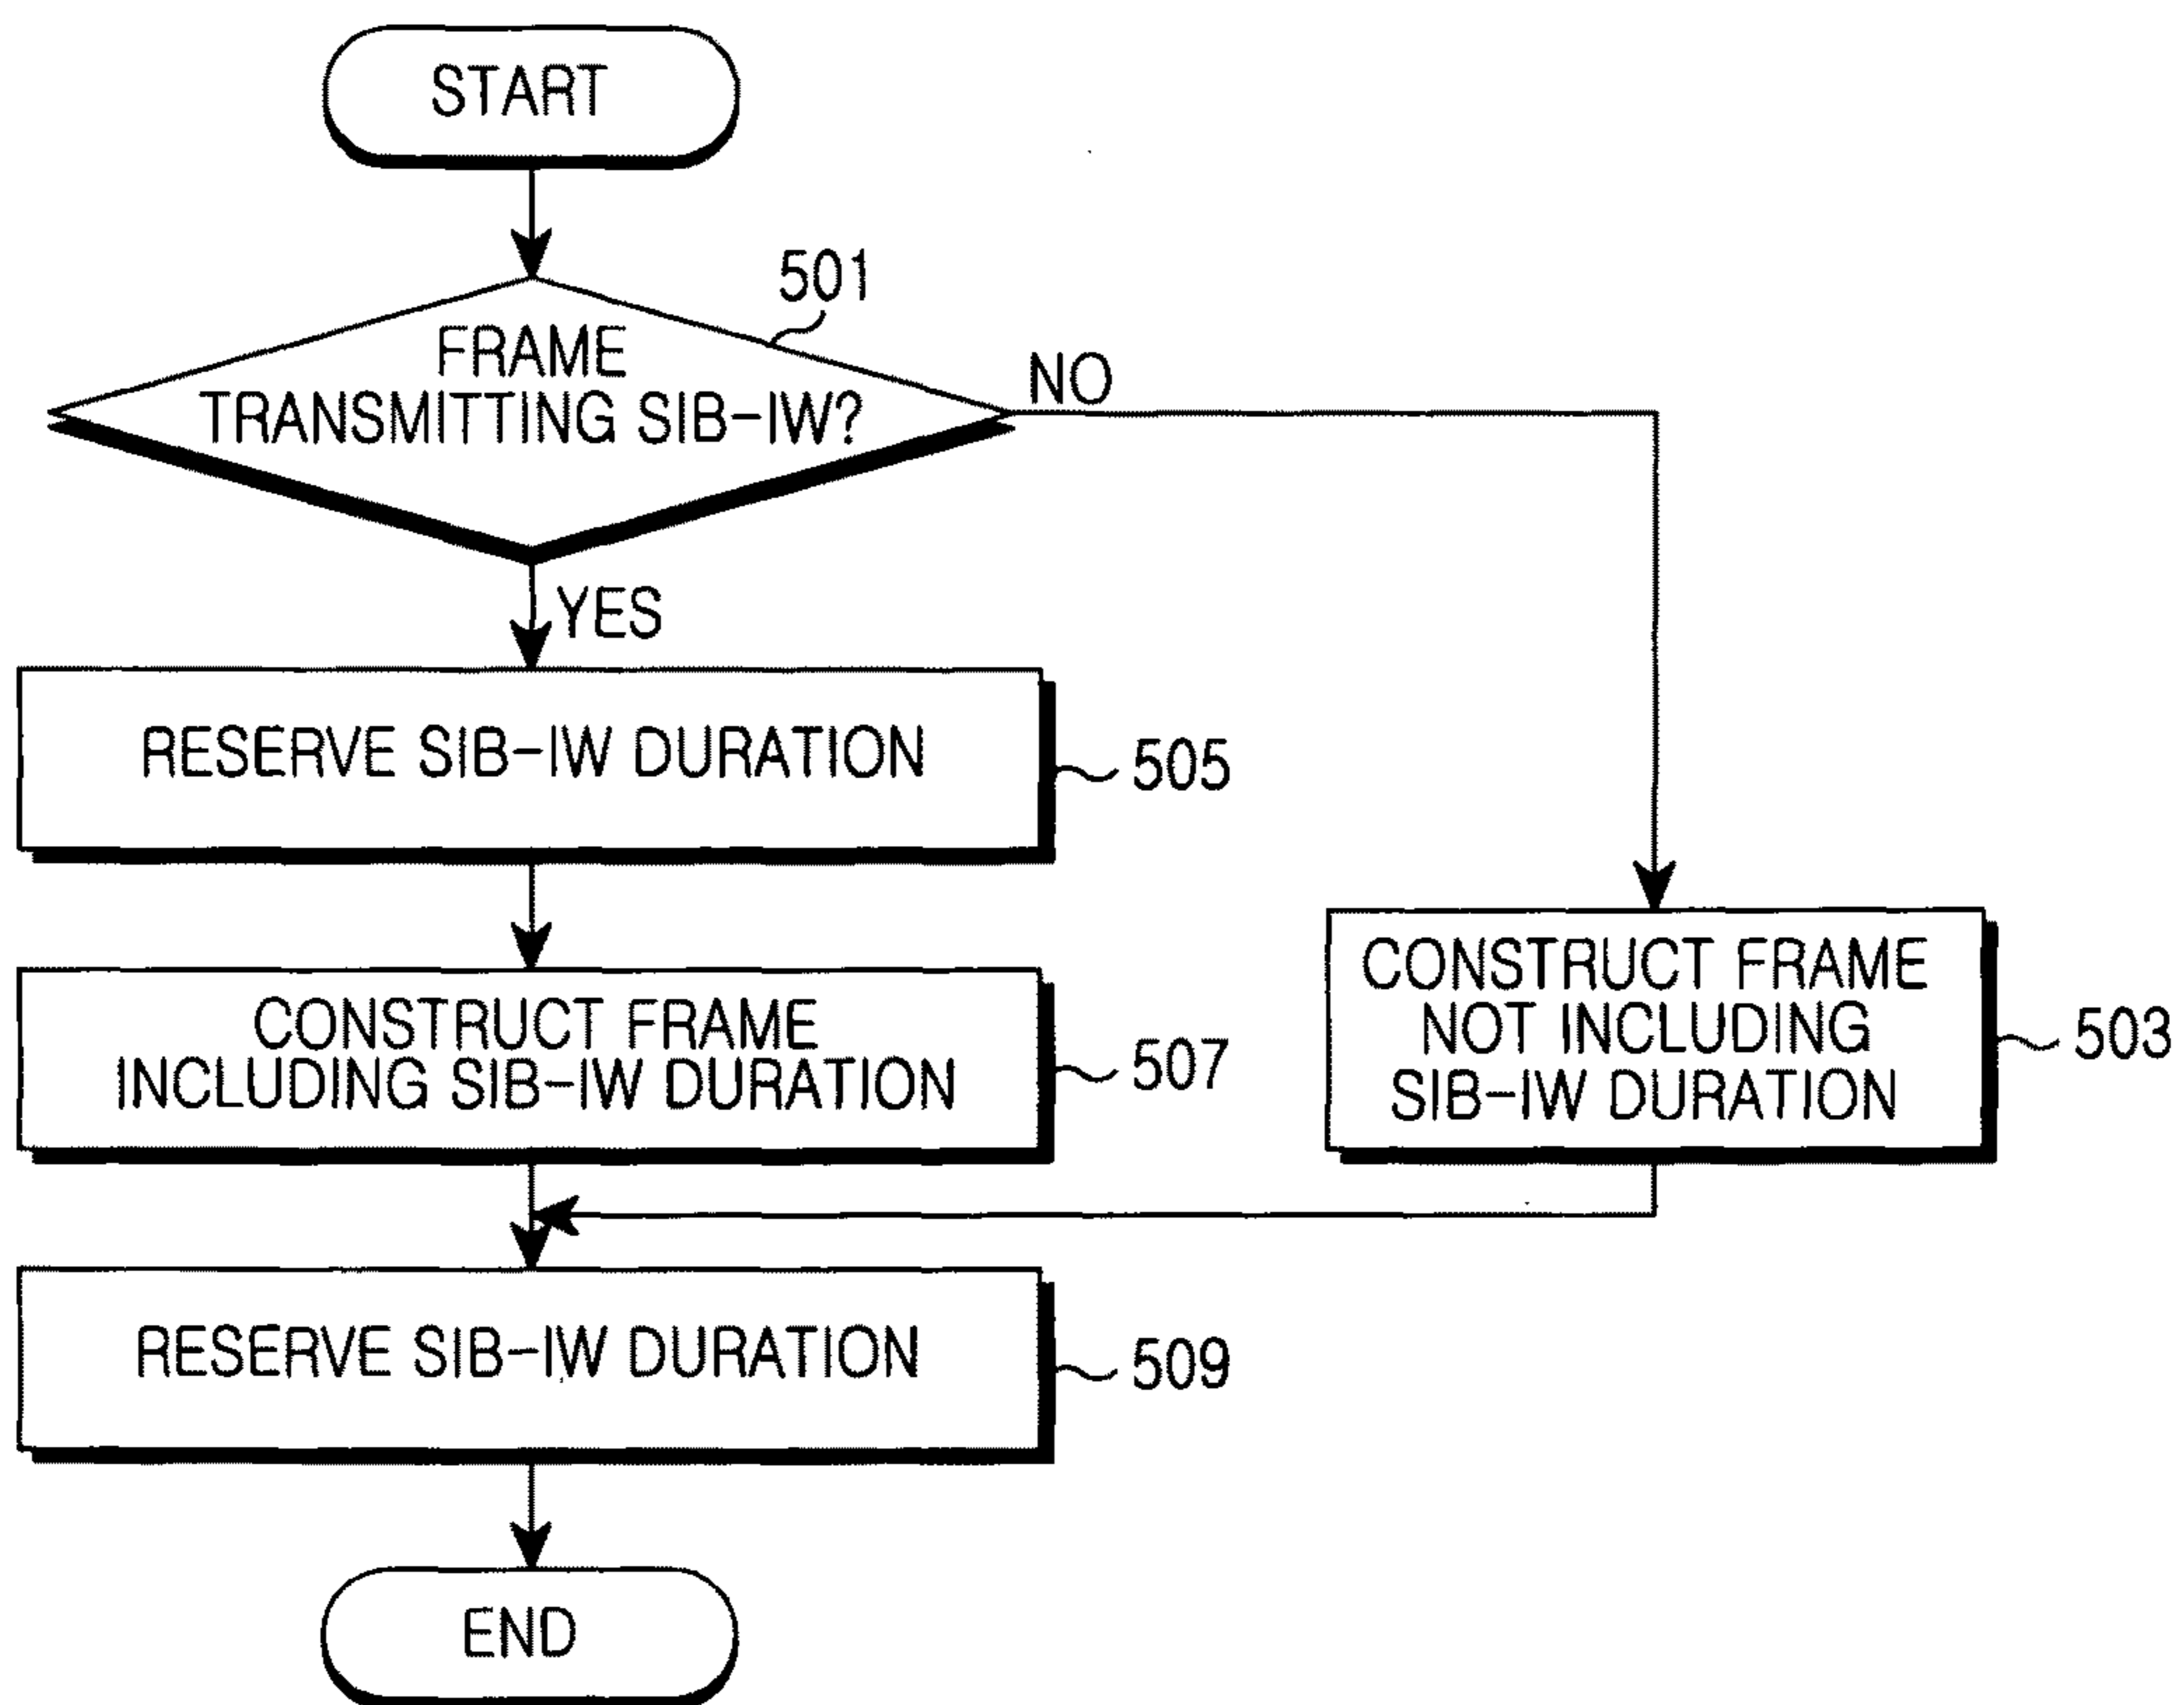 START
501
FRAME
TRANSMITTING SIB-IW?
NO
YES
RESERVE SIB-IW DURATION
505
CONSTRUCT FRAME
INCLUDING SIB-IW DURATION
507
CONSTRUCT FRAME
NOT INCLUDING
SIB-IW DURATION
503
RESERVE SIB-IW DURATION
509
END